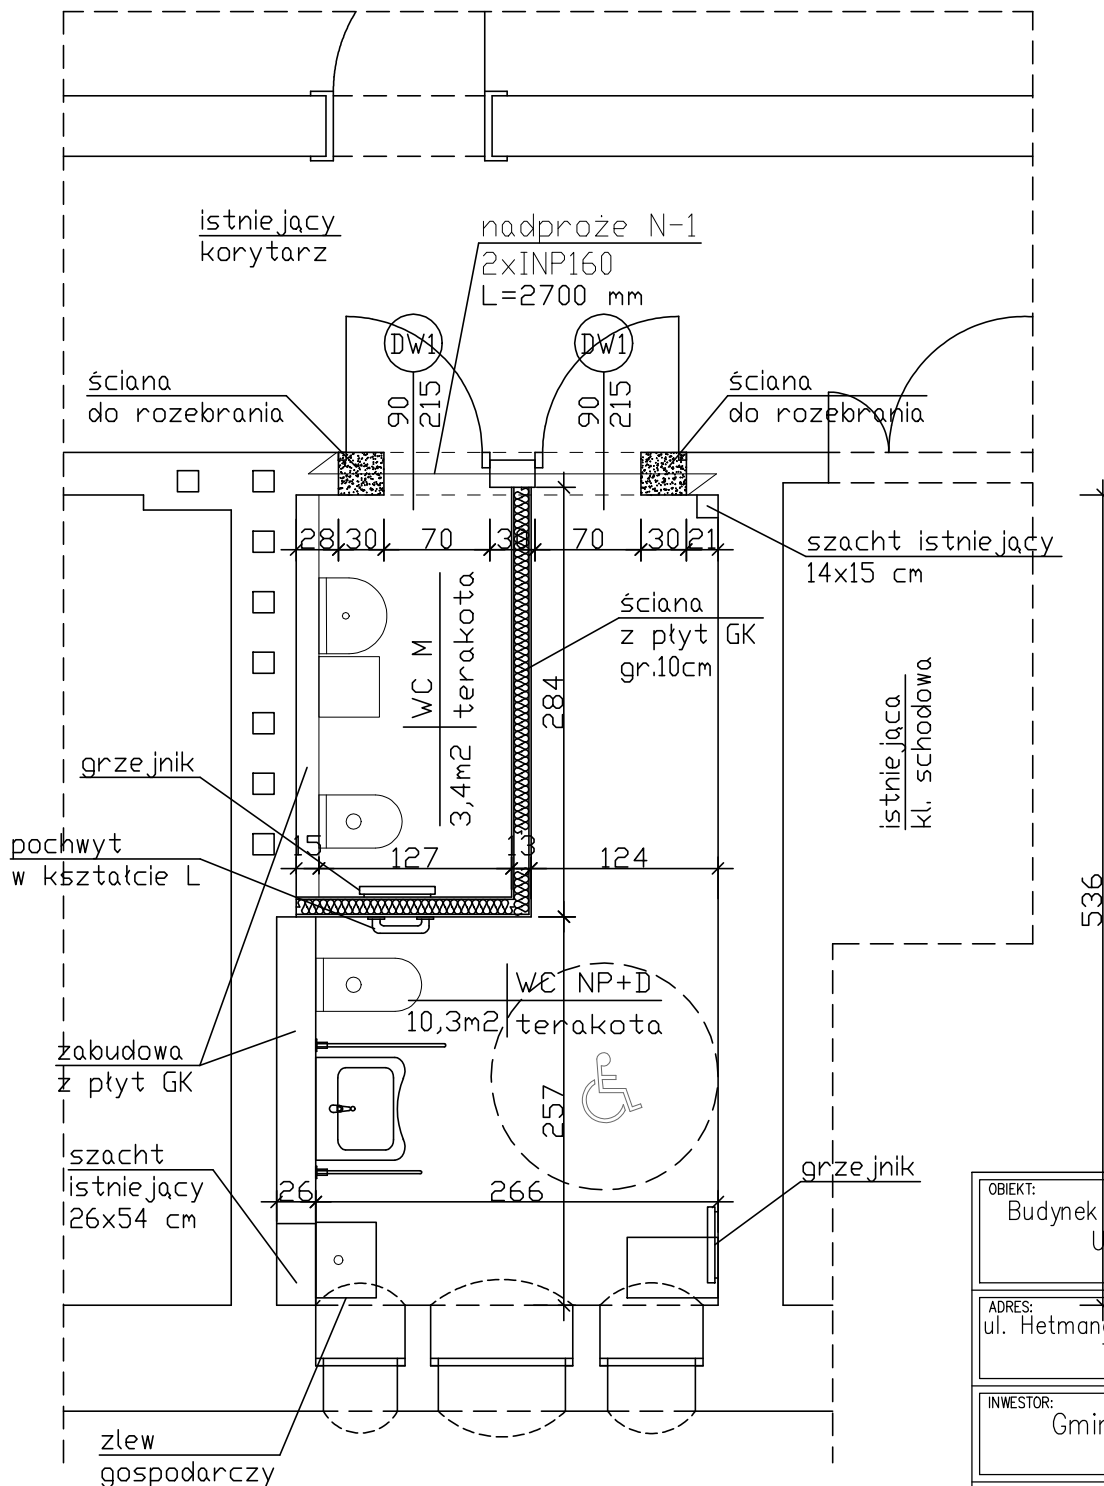 istniejący
korytarz
nadproże N-1
2xINP160
L=2700 mm
DW1
DW1
90
215
90
215
ściana
do rozebrania
ściana
do rozebrania
28
30
70
30
70
30
21
szacht istniejący
14x15 cm
ściana
z płyt GK
gr.10cm
WC M
terakota
3,4m2
284
istniejąca
kl. schodowa
grzejnik
pochwyt
w kształcie L
15
127
13
124
536
WC NP+D
10,3m2
terakota
zabudowa
z płyt GK
257
szacht
istniejący
26x54 cm
26
266
grzejnik
OBIEKT:
Budynek
U
ADRES:
ul. Hetmań
INWESTOR:
Gmin
zlew
gospodarczy